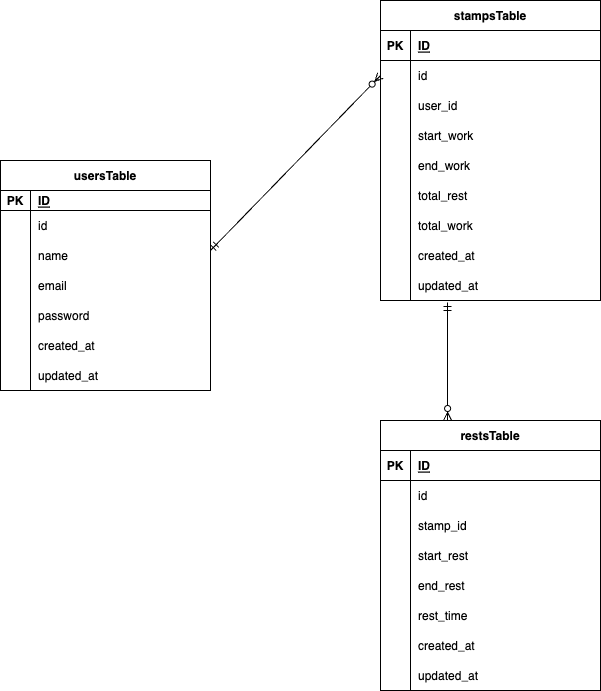 stampsTable
PK ID
id
user_id
start_work
end_work
total_rest
total_work
created_at
updated_at
usersTable
PK ID
id
name
email
password
created_at
updated_at
restsTable
PK ID
id
stamp_id
start_rest
end_rest
rest_time
created_at
updated_at